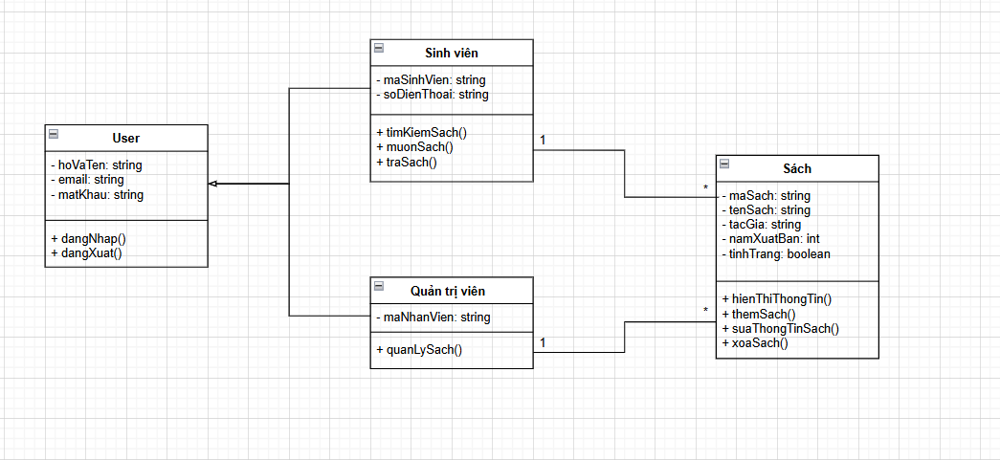 User
- hoVaTen: string
- email: string
- matKhau: string
+ dangNhap()
+ dangXuat()
Sinh viên
- maSinhVien: string
- soDienThoai: string
+ timKiemSach()
+ muonSach()
+ traSach()
1
*
Quản trị viên
- maNhanVien: string
+ quanLySach()
1
*
Sách
- maSach: string
- tenSach: string
- tacGia: string
- namXuatBan: int
- tinhTrang: boolean
+ hienThiThongTin()
+ themSach()
+ suaThongTinSach()
+ xoaSach()